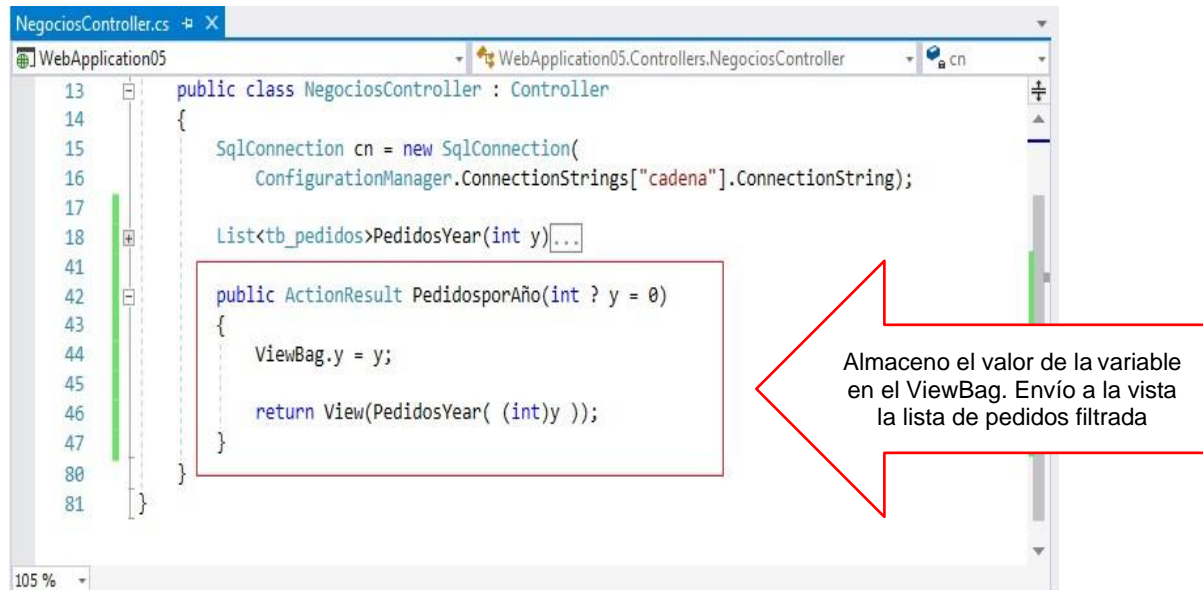 NegociosController.cs
WebApplication05 WebApplication05.Controllers.NegociosController cn
13 public class NegociosController : Controller
14 {
15 SqlConnection cn = new SqlConnection(
16 ConfigurationManager.ConnectionStrings["cadena"].ConnectionString);
17
18 List<tb_pedidos>PedidosYear(int y)...
41
42 public ActionResult PedidosporAño(int ? y = 0)
43 {
44 ViewBag.y = y;
45
46 return View(PedidosYear( (int)y ));
47 }
80 }
81 }
105 %
Almaceno el valor de la variable
en el ViewBag. Envío a la vista
la lista de pedidos filtrada